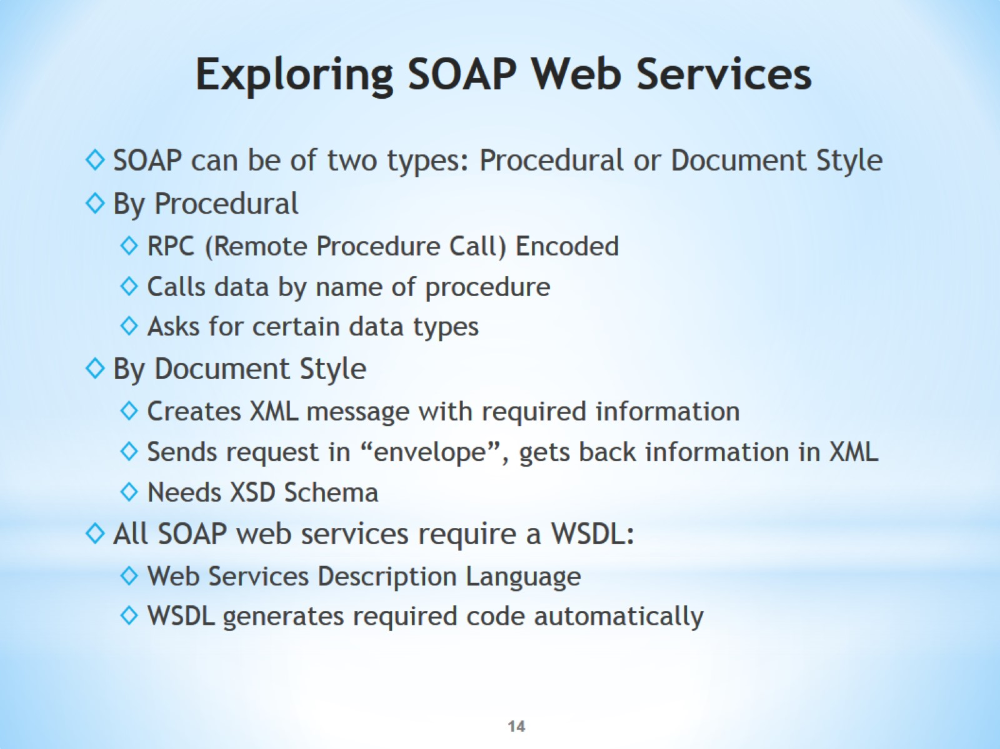 Exploring SOAP Web Services
◇ SOAP can be of two types: Procedural or Document Style
◇ By Procedural
◇ RPC (Remote Procedure Call) Encoded
◇ Calls data by name of procedure
◇ Asks for certain data types
◇ By Document Style
◇ Creates XML message with required information
◇ Sends request in “envelope”, gets back information in XML
◇ Needs XSD Schema
◇ All SOAP web services require a WSDL:
◇ Web Services Description Language
◇ WSDL generates required code automatically
14